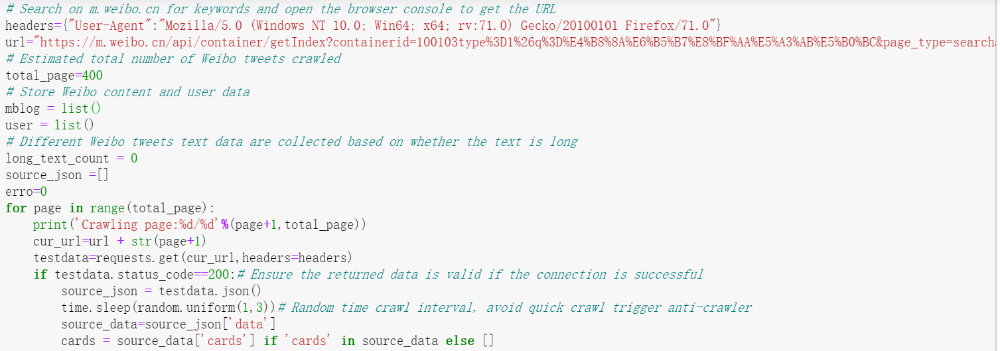 # Search on m.weibo.cn for keywords and open the browser console to get the URL
headers={"User-Agent":"Mozilla/5.0 (Windows NT 10.0; Win64; x64; rv:71.0) Gecko/20100101 Firefox/71.0"}
url="https://m.weibo.cn/api/container/getIndex?containerid=100103type%3D1%26q%3D%E4%B8%8A%E6%B5%B7%E8%BF%AA%E5%A3%AB%E5%B0%BC&page_type=searcha
# Estimated total number of Weibo tweets crawled
total_page=400
# Store Weibo content and user data
mblog = list()
user = list()
# Different Weibo tweets text data are collected based on whether the text is long
long_text_count = 0
source_json =[]
erro=0
for page in range(total_page):
    print('Crawling page:%d/%d'%(page+1,total_page))
    cur_url=url + str(page+1)
    testdata=requests.get(cur_url,headers=headers)
    if testdata.status_code==200:# Ensure the returned data is valid if the connection is successful
        source_json = testdata.json()
        time.sleep(random.uniform(1,3))# Random time crawl interval, avoid quick crawl trigger anti-crawler
        source_data=source_json['data']
        cards = source_data['cards'] if 'cards' in source_data else []